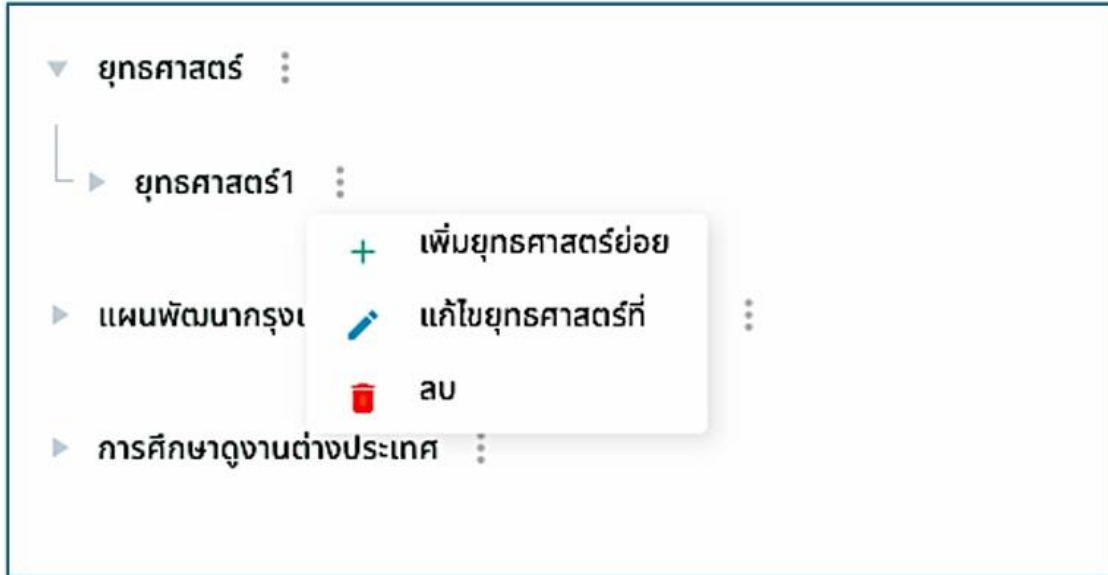 ยุทธศาสตร์
ยุทธศาสตร์1
เพิ่มยุทธศาสตร์ย่อย
แผนพัฒนากรุงเ
แก้ไขยุทธศาสตร์ที่
ลบ
การศึกษาดูงานต่างประเทศ